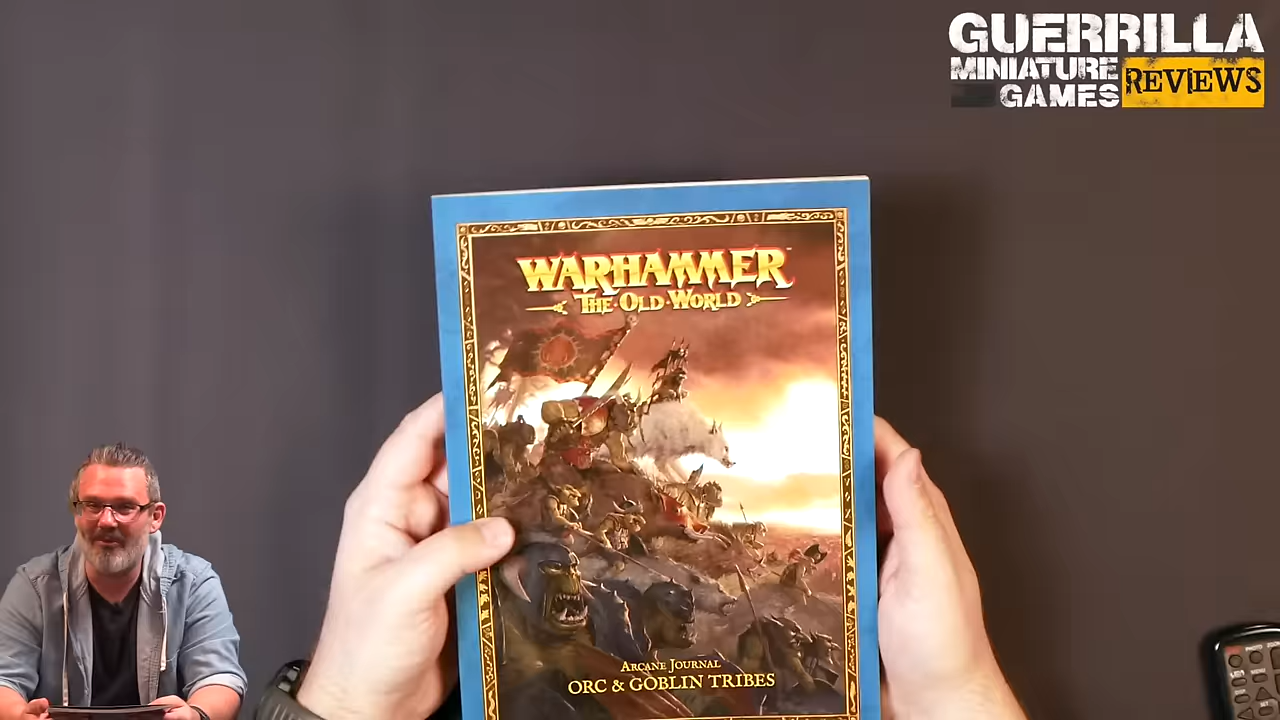 GUERRILLA
MINIATURE
GAMES
REVIEWS
WARHAMMER
THE·OLD·WORLD
ARCANE JOURNAL
ORC & GOBLIN TRIBES